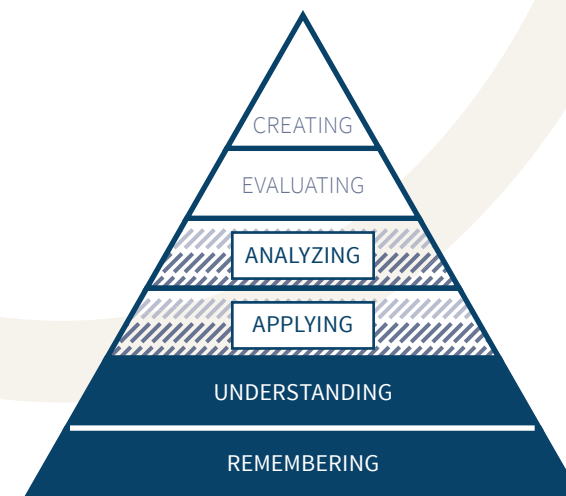 CREATING
EVALUATING
ANALYZING
APPLYING
UNDERSTANDING
REMEMBERING